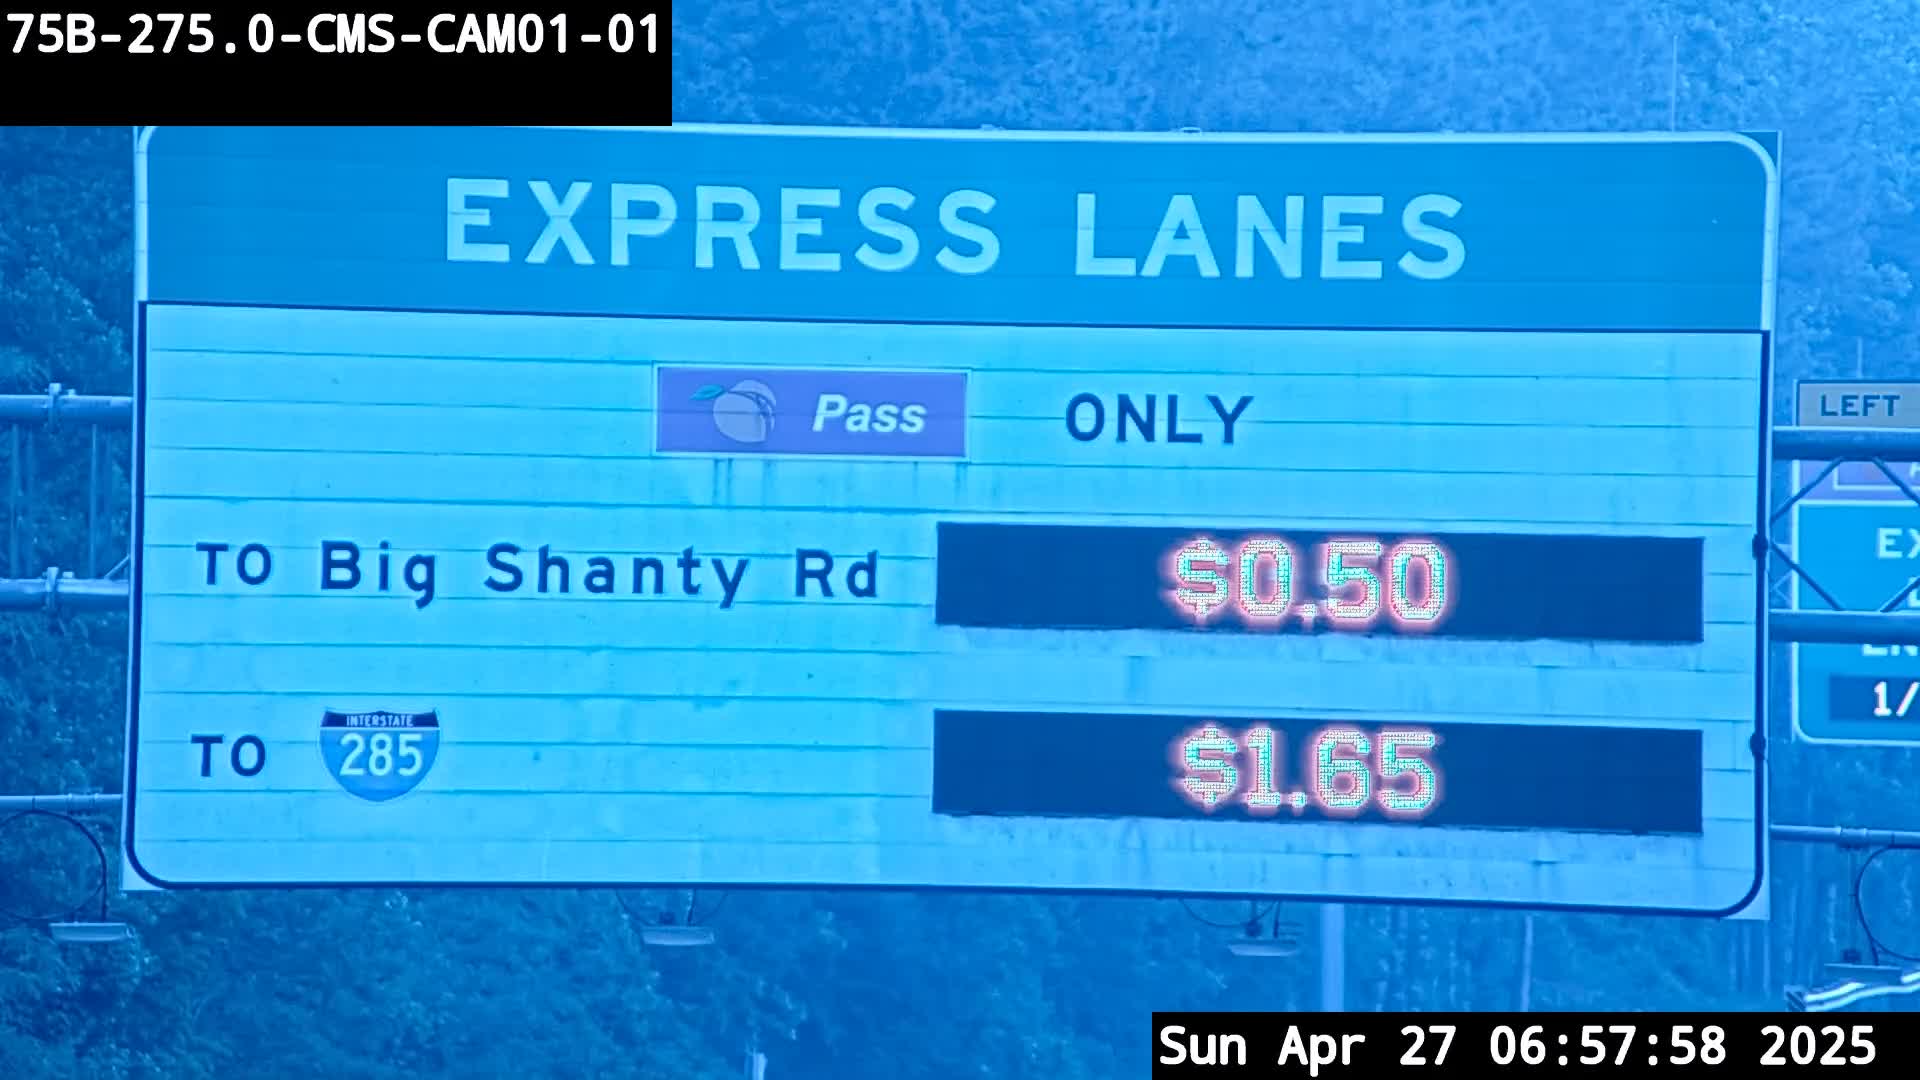 75B-275.0-CMS-CAM01-01
EXPRESS LANES
Pass ONLY
TO Big Shanty Rd $0.50
TO INTERSTATE 285 $1.65
LEFT
1/
Sun Apr 27 06:57:58 2025